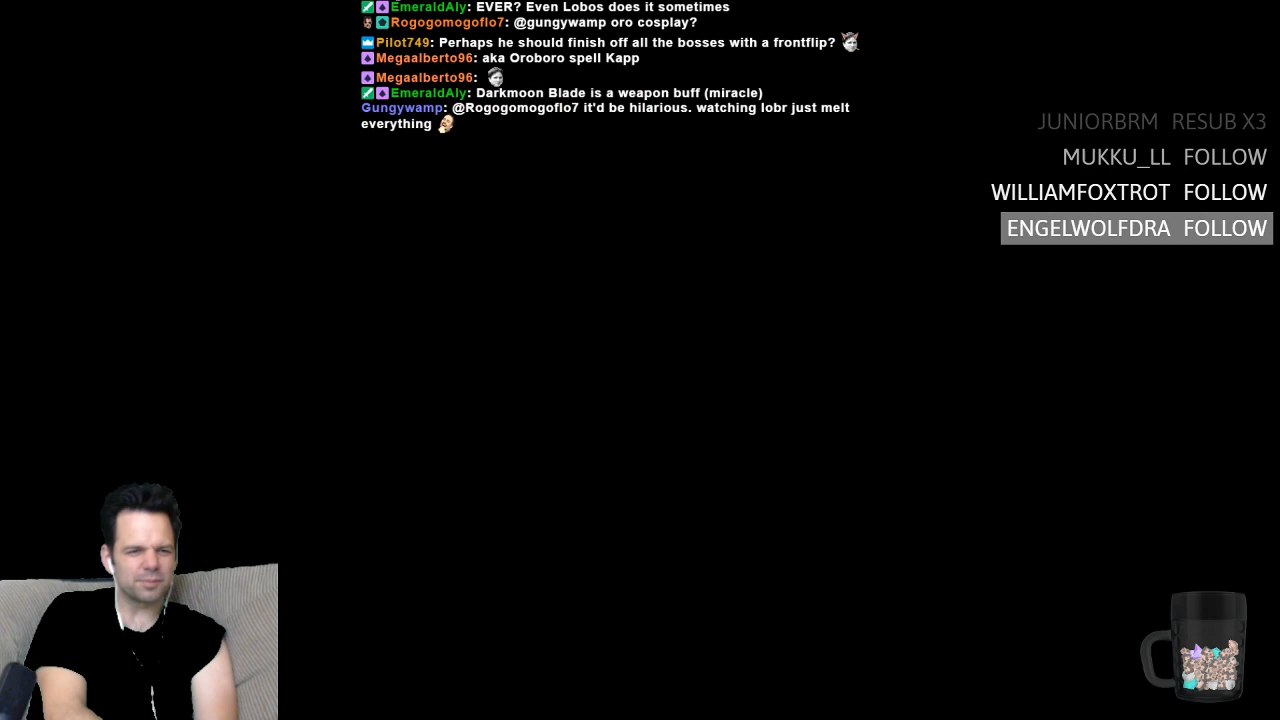 EmeraldAly: EVER? Even Lobos does it sometimes
Rogogomogoflo7: @gungywamp oro cosplay?
Pilot749: Perhaps he should finish off all the bosses with a frontflip?
Megaalberto96: aka Oroboro spell Kapp
Megaalberto96:
EmeraldAly: Darkmoon Blade is a weapon buff (miracle)
Gungywamp: @Rogogomogoflo7 it'd be hilarious. watching lobr just melt
everything
JUNIORBRM RESUB X3
MUKKU_LL FOLLOW
WILLIAMFOXTROT FOLLOW
ENGELWOLFDRA FOLLOW